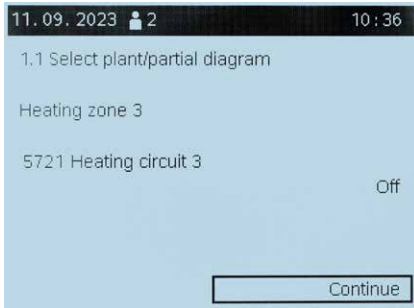 11.09.2023 2 10:36
1.1 Select plant/partial diagram
Heating zone 3
5721 Heating circuit 3
Off
Continue